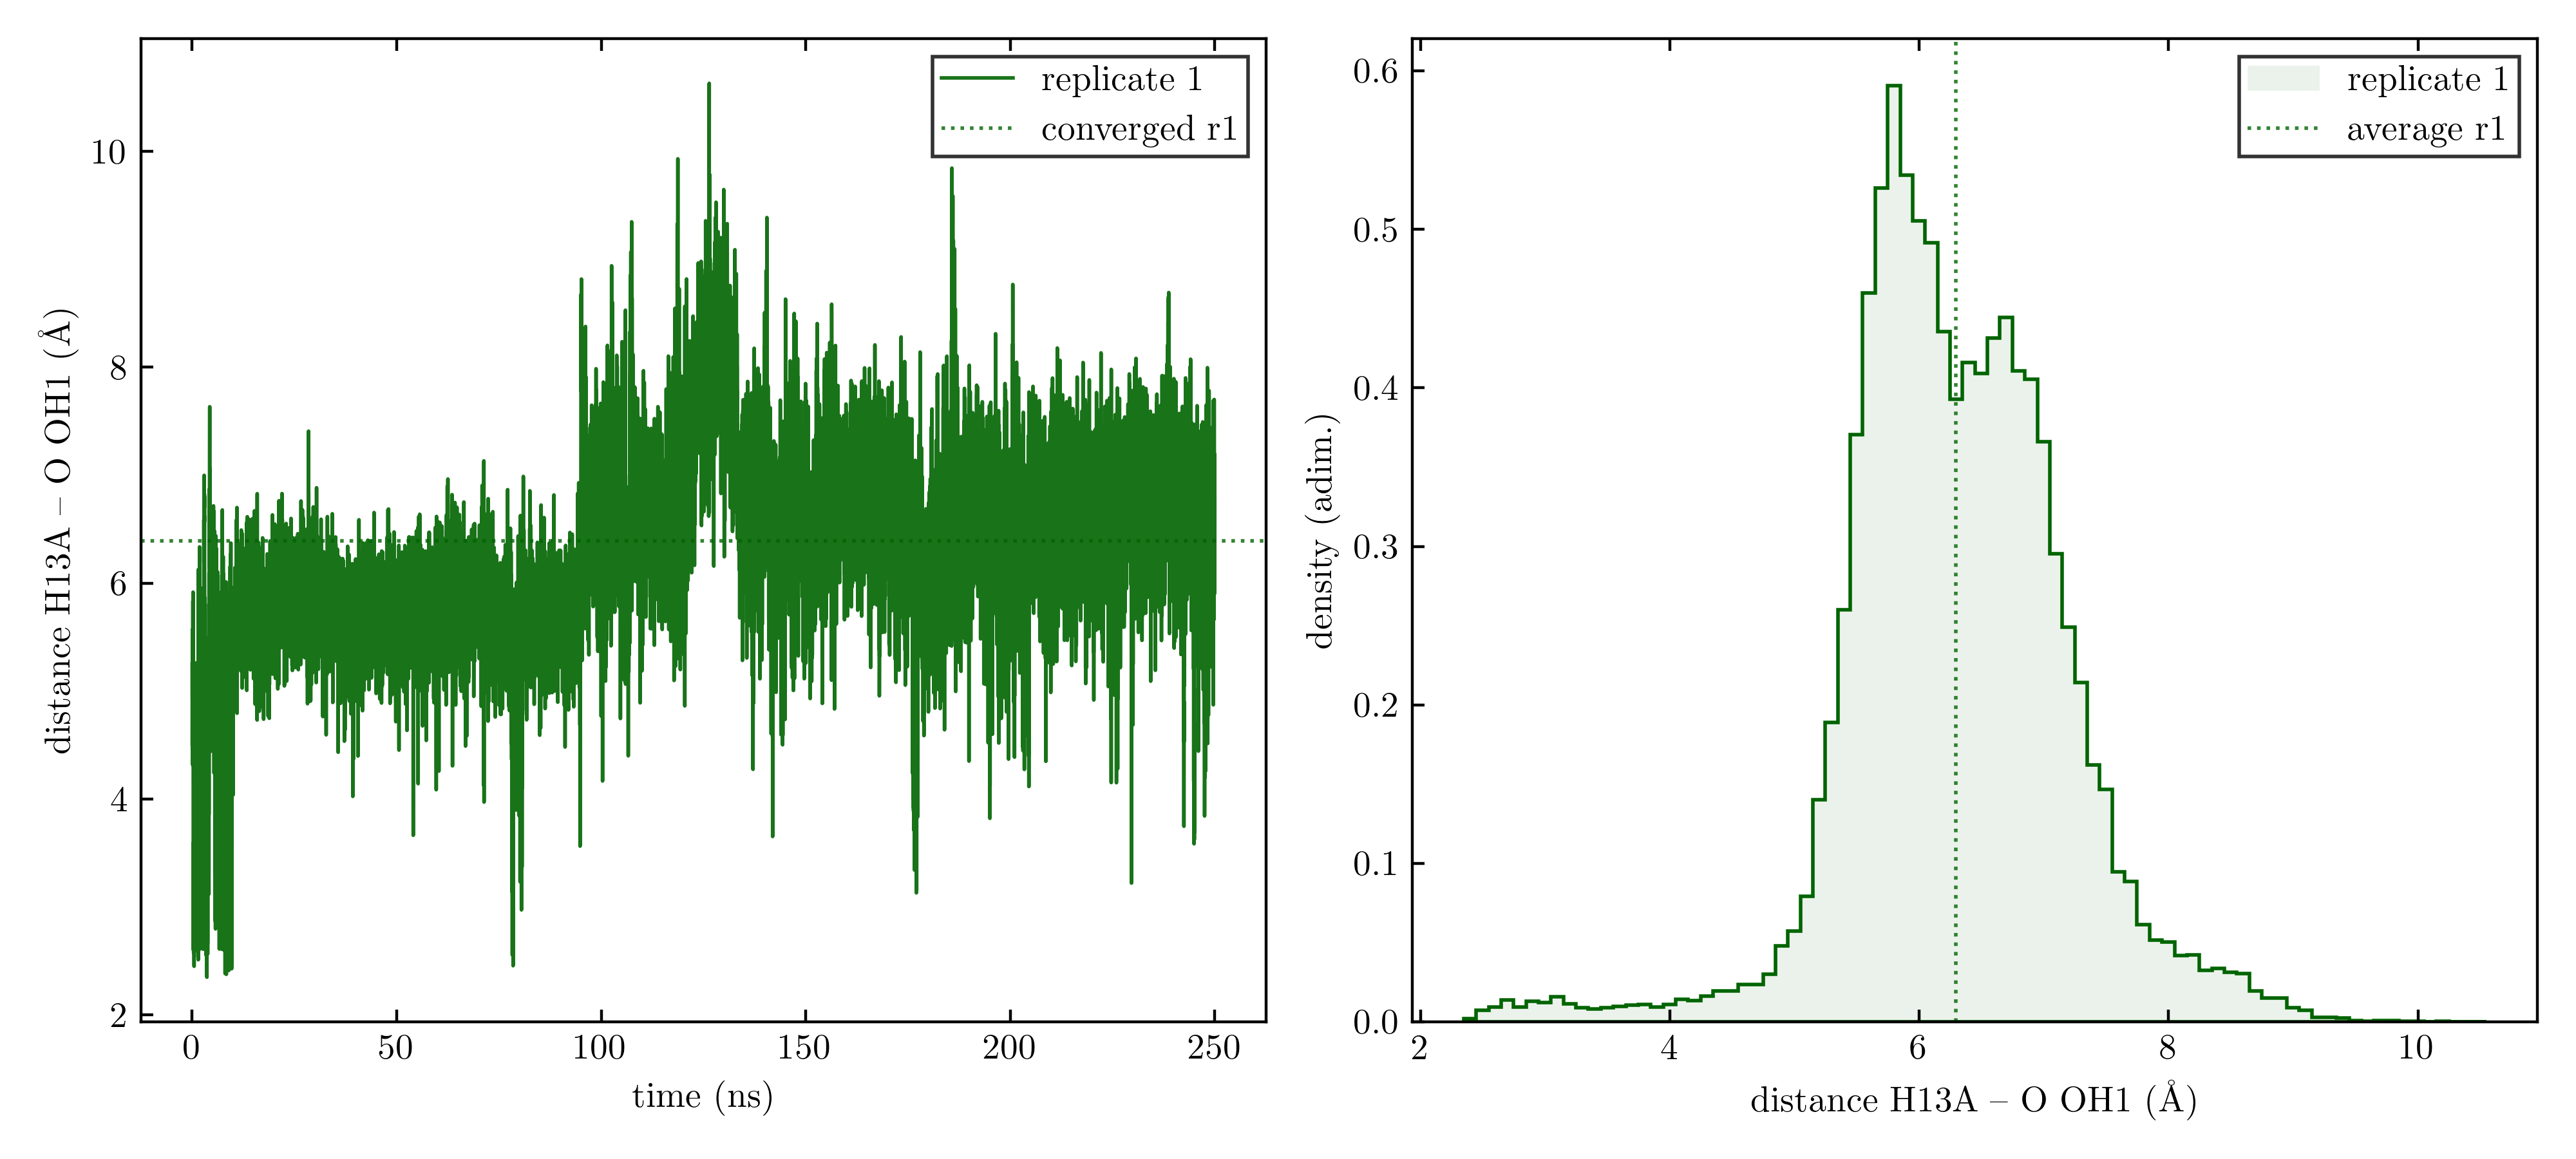 distance H13A – O OH1 (Å)
10
8
6
4
2
0 50 100 150 200 250
time (ns)
replicate 1
converged r1
density (adim.)
0.6
0.5
0.4
0.3
0.2
0.1
0.0
2 4 6 8 10
distance H13A – O OH1 (Å)
replicate 1
average r1